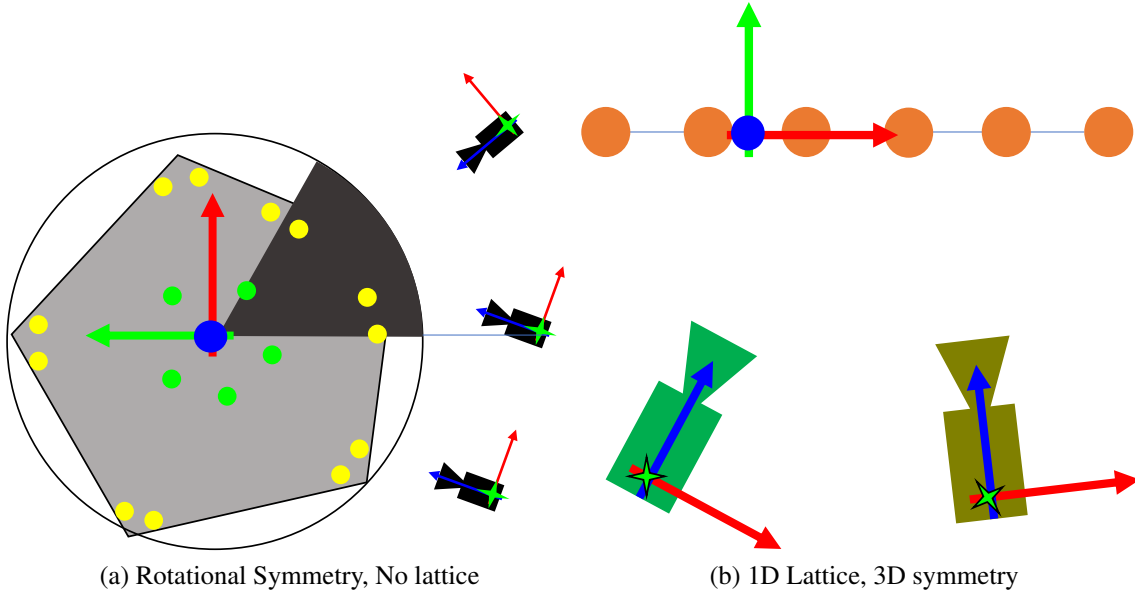 (a) Rotational Symmetry, No lattice
(b) 1D Lattice, 3D symmetry